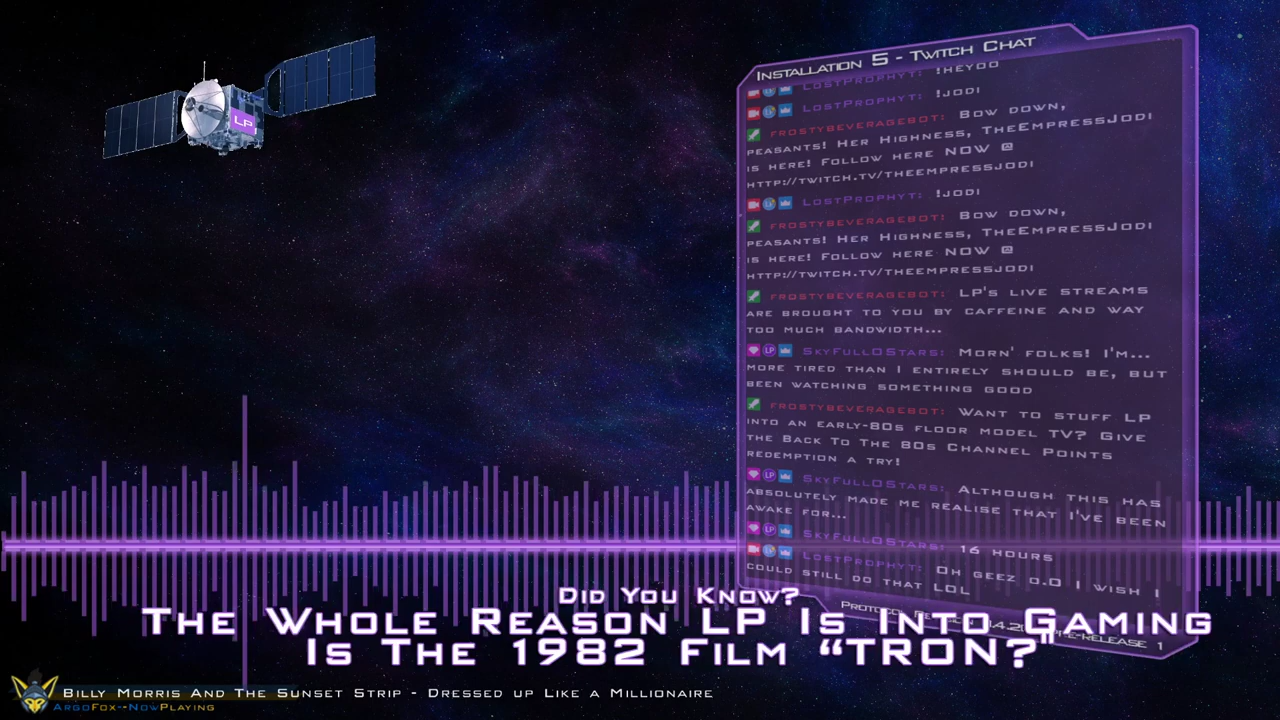 LP
Installation 5 - Twitch Chat
LostProphyt: !heyoo
LostProphyt: !jodi
frostybeveragebot: Bow down,
peasants! Her Highness, TheEmpressJodi
is here! Follow here NOW @
http://twitch.tv/theempressjodi
LostProphyt: !jodi
frostybeveragebot: Bow down,
peasants! Her Highness, TheEmpressJodi
is here! Follow here NOW @
http://twitch.tv/theempressjodi
frostybeveragebot: LP's live streams
are brought to you by caffeine and way
too much bandwidth...
SkyFull0Stars: Morn' folks! I'm...
more tired than I entirely should be, but
been watching something good
frostybeveragebot: Want to stuff LP
into an early-80s floor model TV? Give
the Back To The 80s Channel Points
redemption a try!
SkyFull0Stars: Although this has
absolutely made me realise that I've been
awake for...
SkyFull0Stars: 16 hours
LostProphyt: Oh geez o.o I wish I
could still do that lol
Protocol
Release 1
Did You Know?
The Whole Reason LP Is Into Gaming
Is The 1982 Film “TRON?"
Billy Morris And The Sunset Strip - Dressed up Like a Millionaire
ArgoFox--NowPlaying